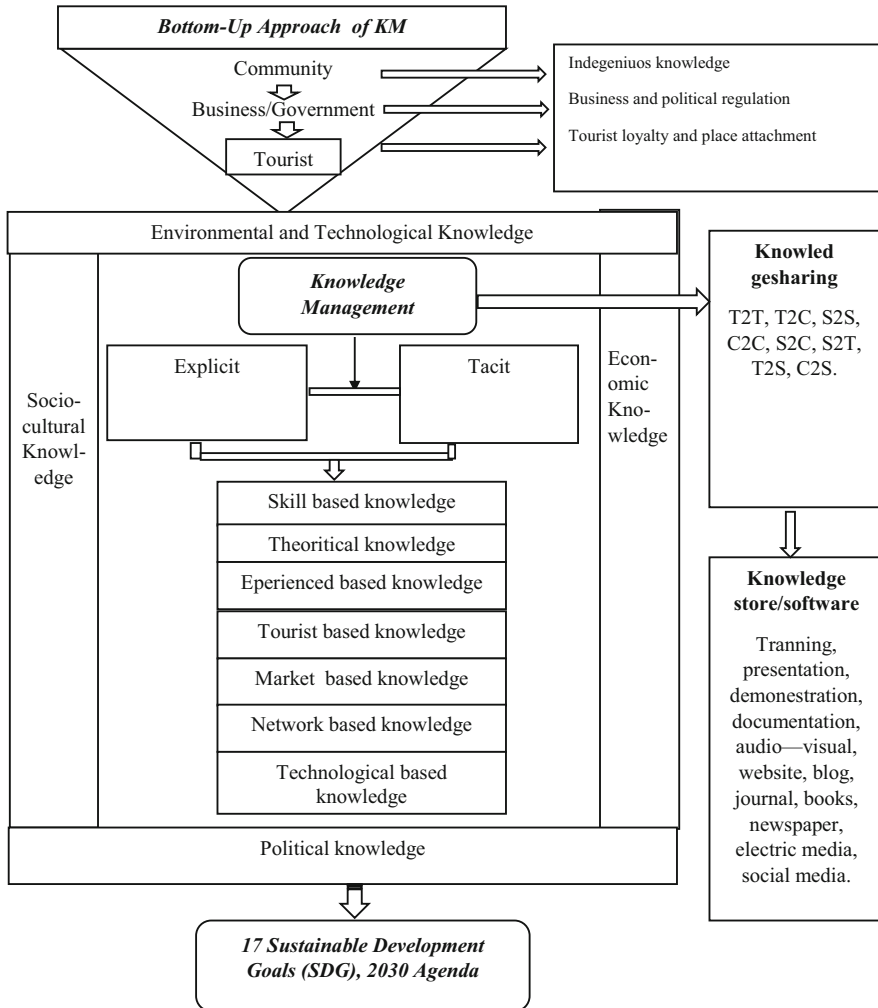 Bottom-Up Approach of KM
Community
Business/Government
Tourist
Indegeniuos knowledge
Business and political regulation
Tourist loyalty and place attachment
Environmental and Technological Knowledge
Socio-
cultural
Knowl-
edge
Knowledge
Management
Explicit
Tacit
Skill based knowledge
Theoritical knowledge
Eperienced based knowledge
Tourist based knowledge
Market based knowledge
Network based knowledge
Technological based
knowledge
Econ-
omic
Kno-
wledge
Knowled
gesharing
T2T, T2C, S2S,
C2C, S2C, S2T,
T2S, C2S.
Knowledge
store/software
Tranning,
presentation,
demonestration,
documentation,
audio—visual,
website, blog,
journal, books,
newspaper,
electric media,
social media.
Political knowledge
17 Sustainable Development
Goals (SDG), 2030 Agenda